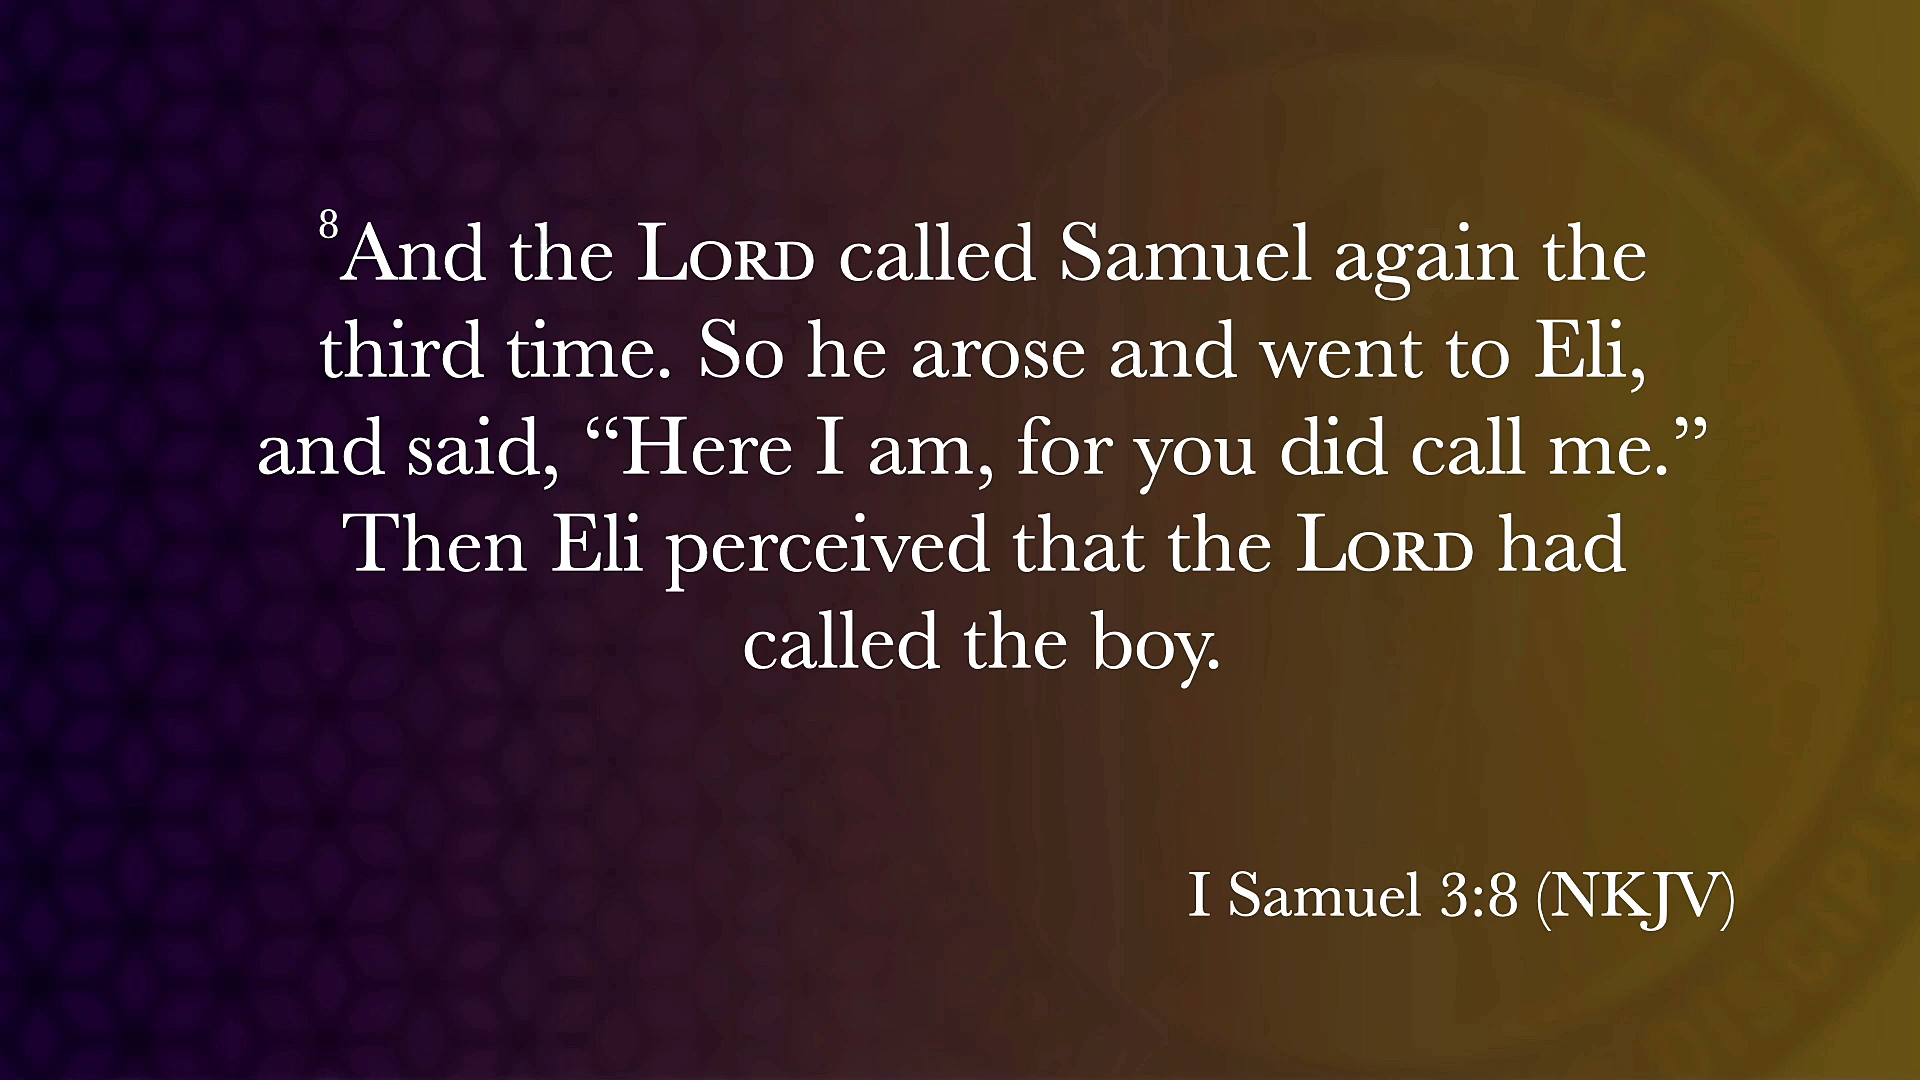 8And the LORD called Samuel again the
third time. So he arose and went to Eli,
and said, “Here I am, for you did call me.”
Then Eli perceived that the LORD had
called the boy.
I Samuel 3:8 (NKJV)